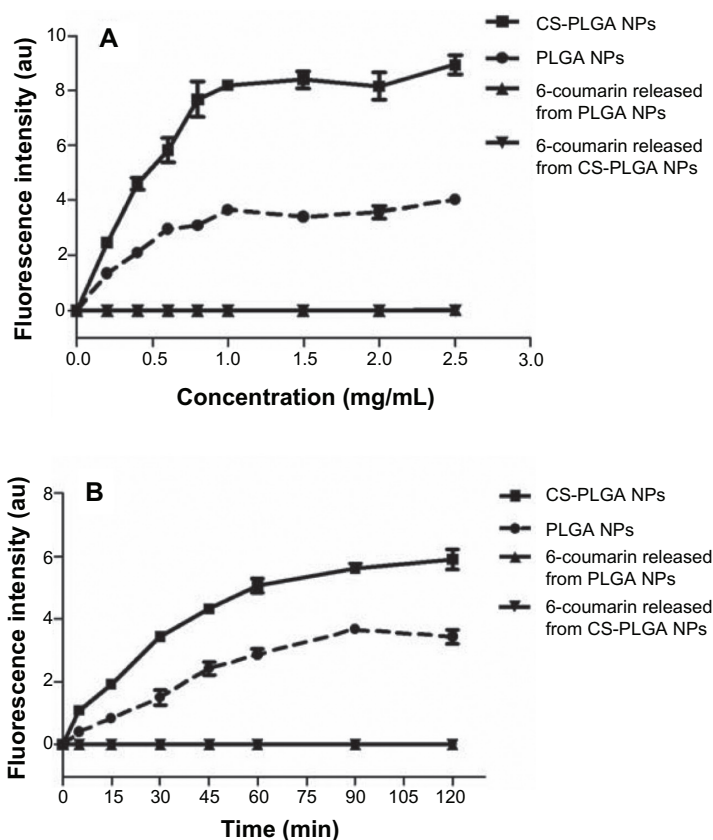 A
Fluorescence intensity (au)
10
8
6
4
2
0
0.0 0.5 1.0 1.5 2.0 2.5 3.0
Concentration (mg/mL)
CS-PLGA NPs
PLGA NPs
6-coumarin released
from PLGA NPs
6-coumarin released
from CS-PLGA NPs
B
Fluorescence intensity (au)
8
6
4
2
0
0 15 30 45 60 75 90 105 120
Time (min)
CS-PLGA NPs
PLGA NPs
6-coumarin released
from PLGA NPs
6-coumarin released
from CS-PLGA NPs